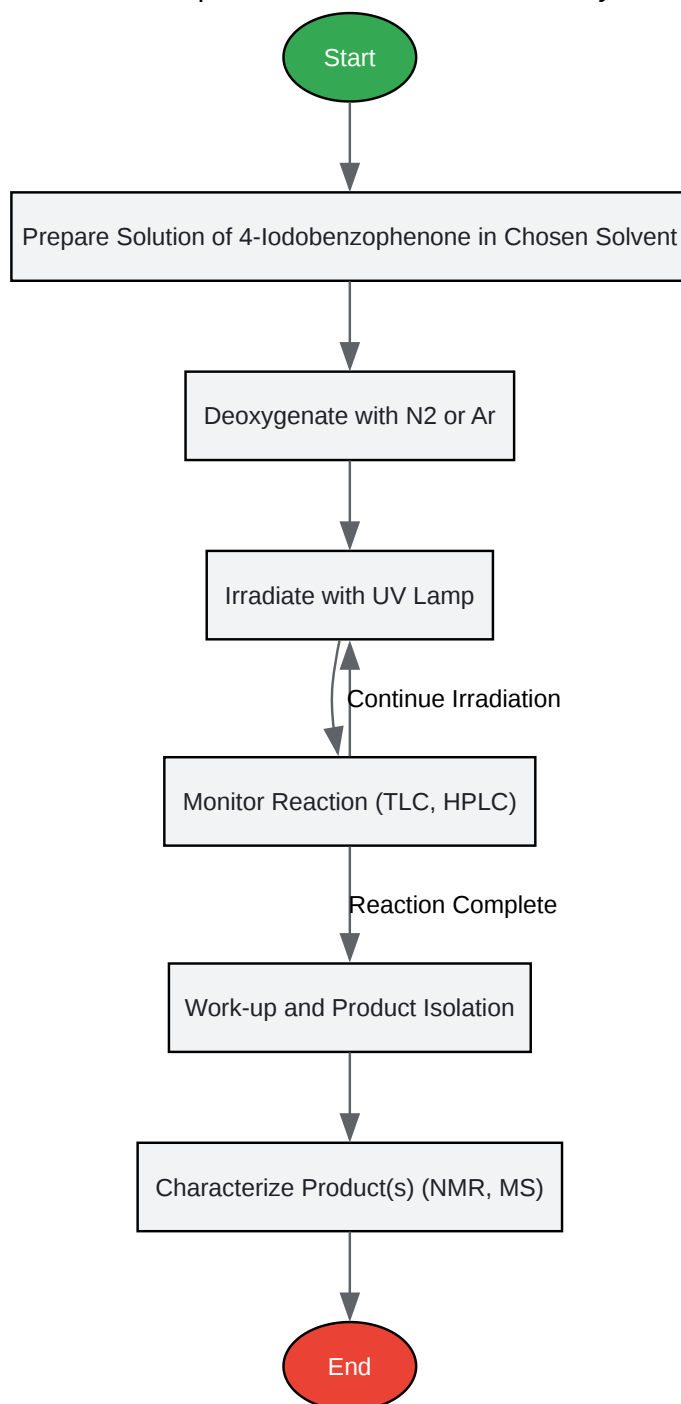 Start
Prepare Solution of 4-Iodobenzophenone in Chosen Solvent
Deoxygenate with N2 or Ar
Irradiate with UV Lamp
Continue Irradiation
Monitor Reaction (TLC, HPLC)
Reaction Complete
Work-up and Product Isolation
Characterize Product(s) (NMR, MS)
End